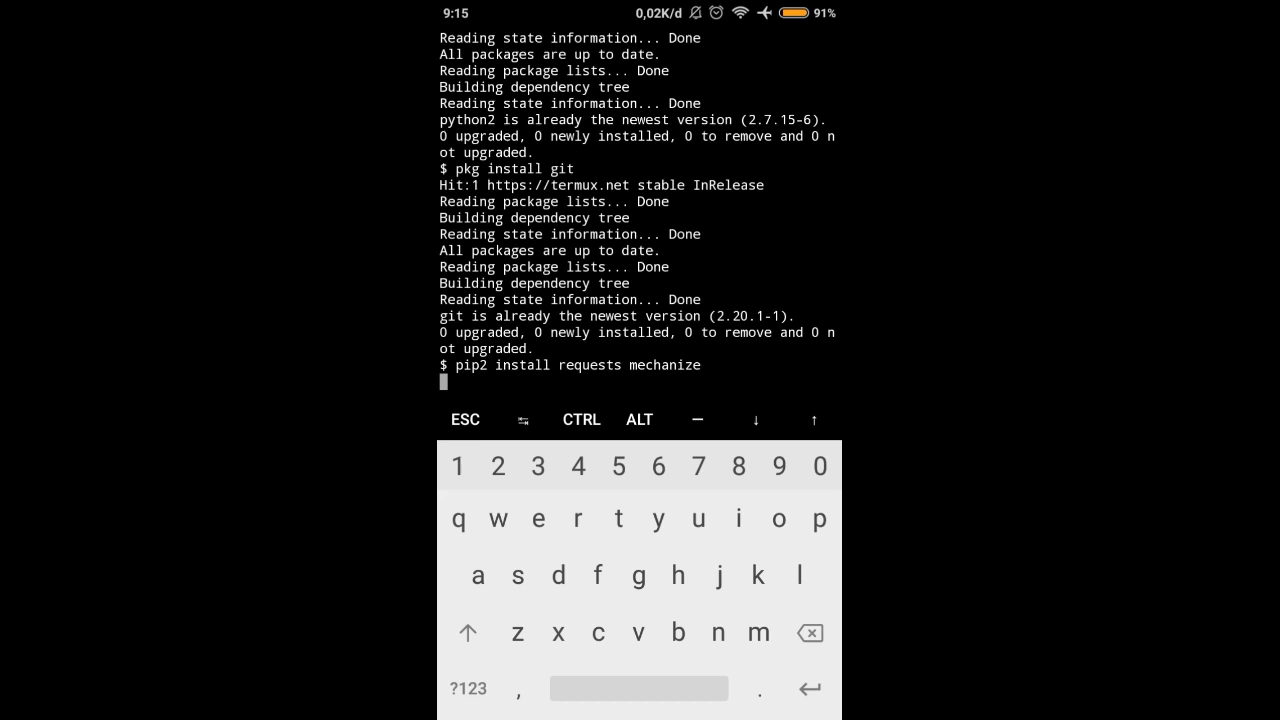 9:15 0,02K/d 91%
Reading state information... Done
All packages are up to date.
Reading package lists... Done
Building dependency tree
Reading state information... Done
python2 is already the newest version (2.7.15-6).
0 upgraded, 0 newly installed, 0 to remove and 0 n
ot upgraded.
$ pkg install git
Hit:1 https://termux.net stable InRelease
Reading package lists... Done
Building dependency tree
Reading state information... Done
All packages are up to date.
Reading package lists... Done
Building dependency tree
Reading state information... Done
git is already the newest version (2.20.1-1).
0 upgraded, 0 newly installed, 0 to remove and 0 n
ot upgraded.
$ pip2 install requests mechanize
ESC ↹ CTRL ALT — ↓ ↑
1 2 3 4 5 6 7 8 9 0
q w e r t y u i o p
a s d f g h j k l
z x c v b n m
?123 , .